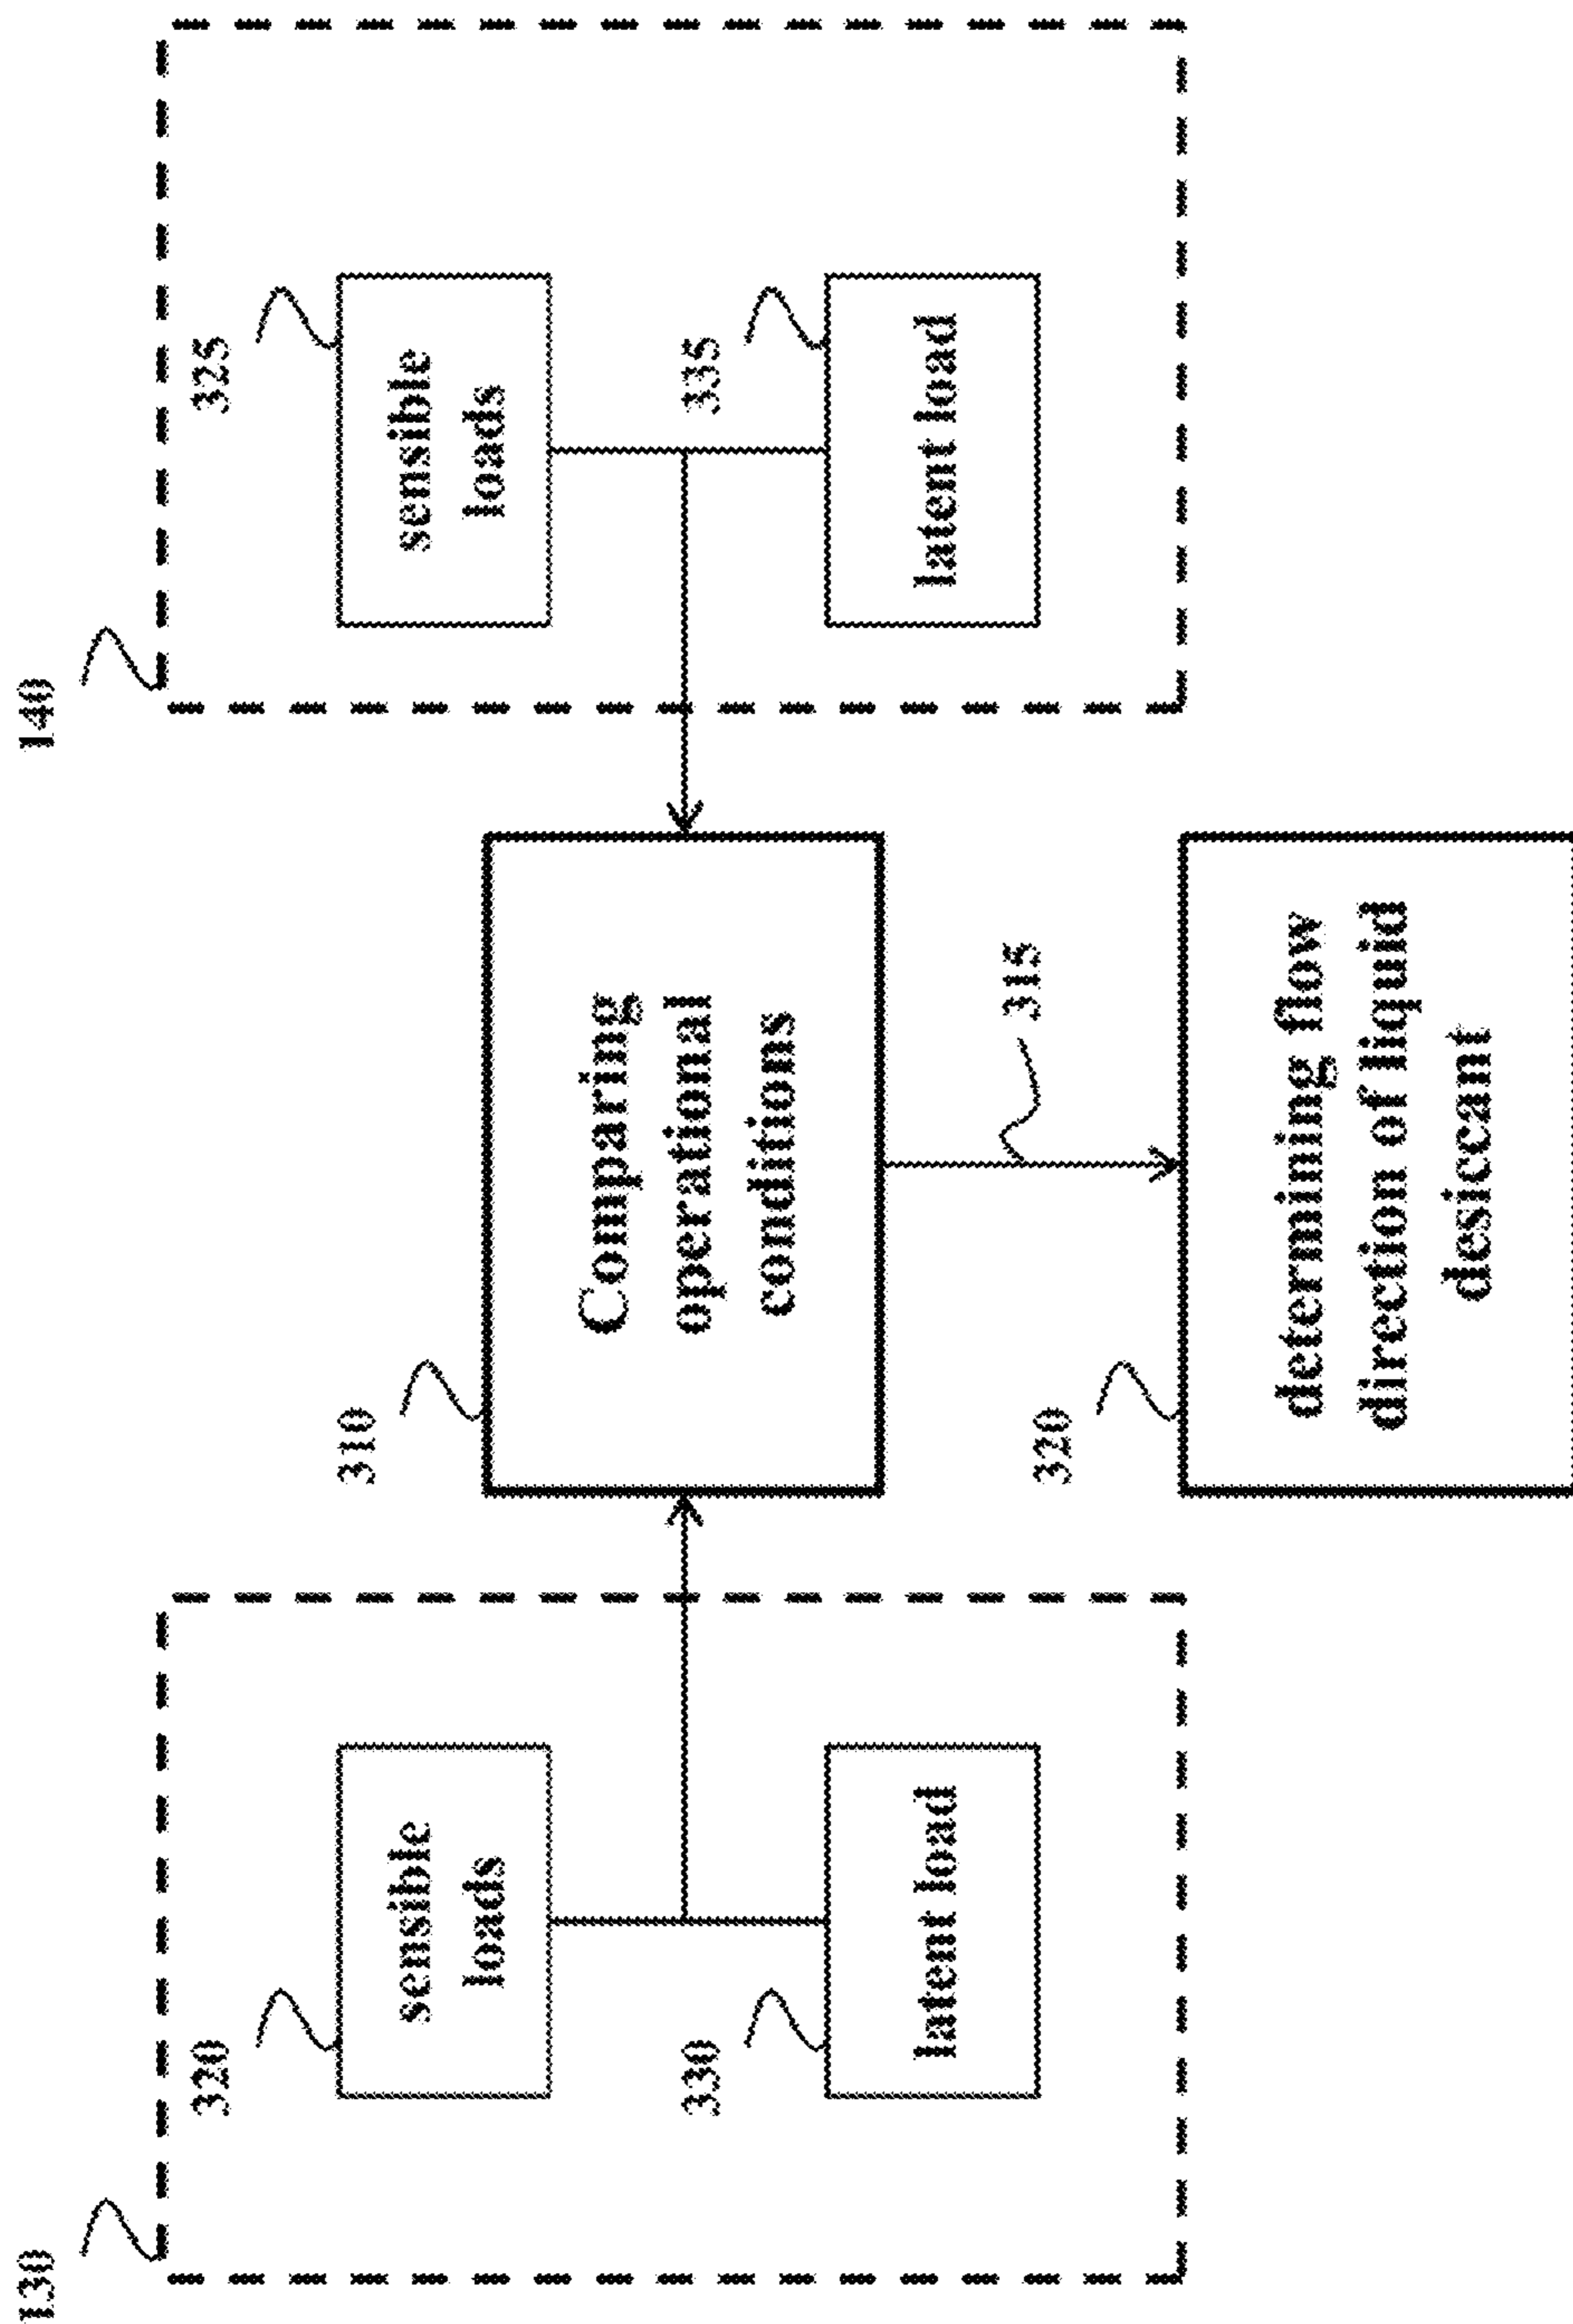 130
140
320
sensible
loads
325
sensible
loads
310
Comparing
operational
conditions
330
latent load
335
latent load
315
320
determining flow
direction of liquid
desiccant